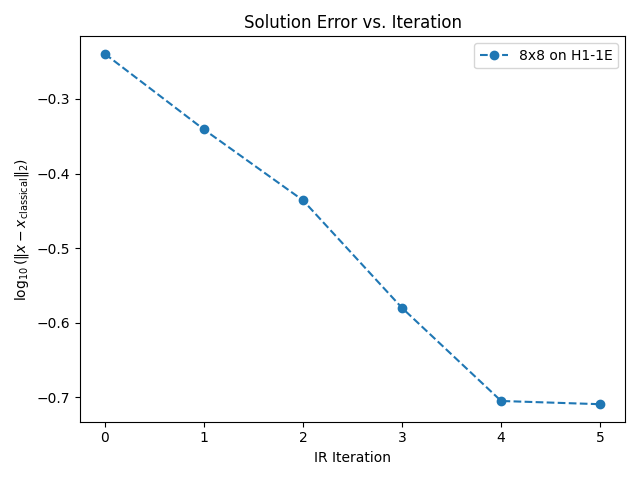 Solution Error vs. Iteration
8x8 on H1-1E
log₁₀ (‖x − x_classical‖₂)
−0.3
−0.4
−0.5
−0.6
−0.7
0 1 2 3 4 5
IR Iteration